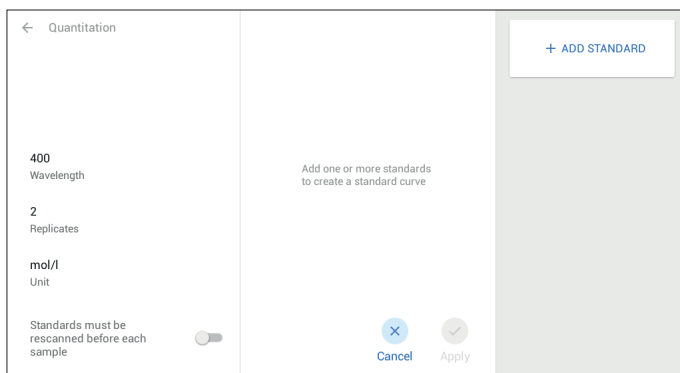 Quantitation
+ ADD STANDARD
400
Wavelength
2
Replicates
mol/l
Unit
Standards must be
rescanned before each
sample
Add one or more standards
to create a standard curve
Cancel
Apply